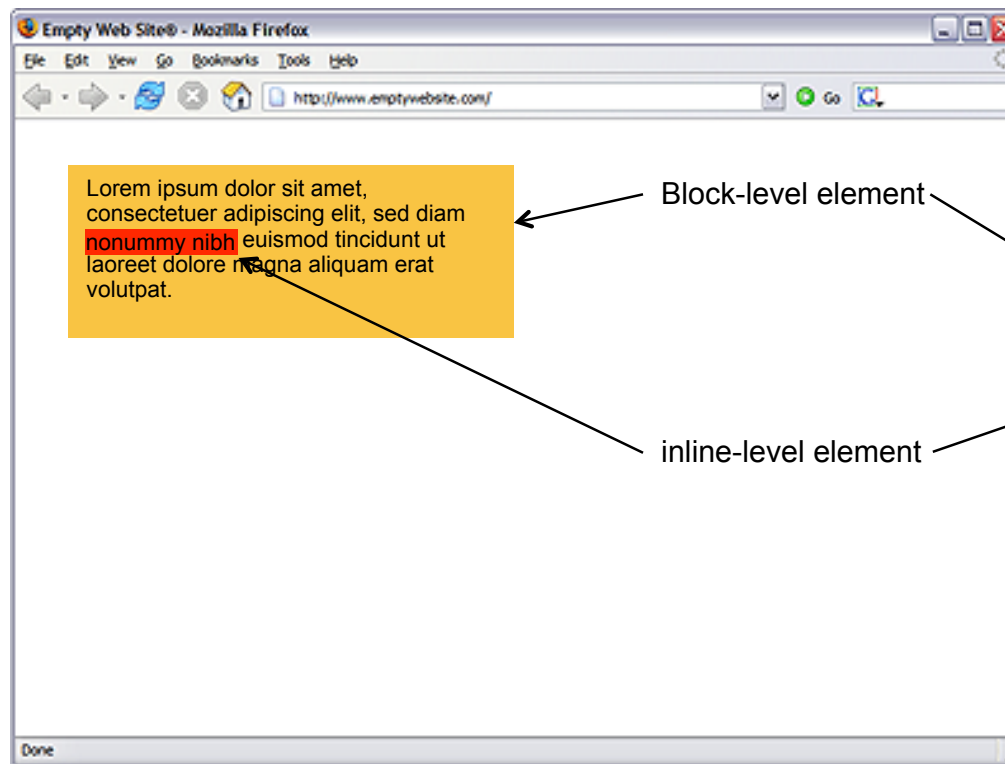 Empty Web Site® - Mozilla Firefox
File Edit View Go Bookmarks Tools Help
http://www.emptywebsite.com/ Go G
Lorem ipsum dolor sit amet,
consectetuer adipiscing elit, sed diam
nonummy nibh euismod tincidunt ut
laoreet dolore magna aliquam erat
volutpat.
Block-level element
inline-level element
Done